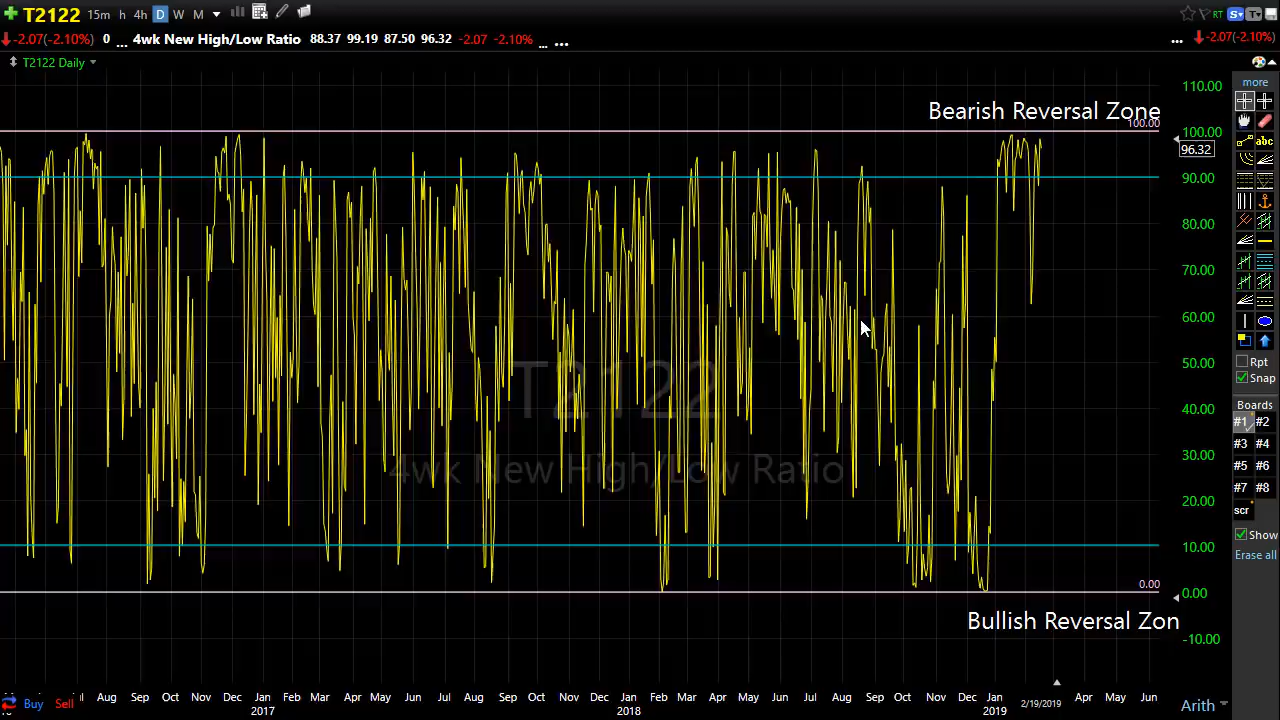 T2122 15m h 4h D W M RT S T
-2.07(-2.10%) 0 ... 4wk New High/Low Ratio 88.37 99.19 87.50 96.32 -2.07 -2.10% ... ... ... -2.07(-2.10%)
T2122 Daily
more
110.00
Bearish Reversal Zone
100.00
100.00
abc
96.32
90.00
80.00
70.00
60.00
Rpt
50.00
Snap
T2122
Boards
40.00
#1 #2
#3 #4
30.00
4wk New High/Low Ratio
#5 #6
#7 #8
20.00
scr
Show
10.00
Erase all
0.00
0.00
Bullish Reversal Zon
-10.00
Aug Sep Oct Nov Dec Jan Feb Mar Apr May Jun Jul Aug Sep Oct Nov Dec Jan Feb Mar Apr May Jun Jul Aug Sep Oct Nov Dec Jan Apr May Jun
Buy Sell 2017 2018 2019 2/19/2019 Arith